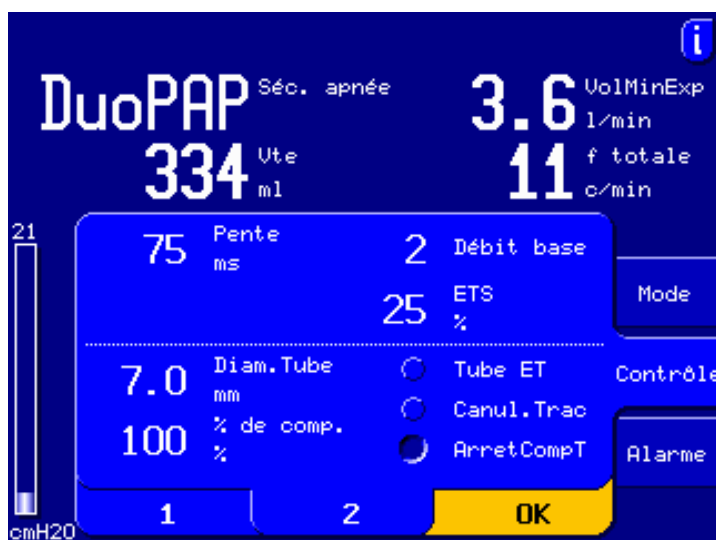 i
DuoPAP Séc. apnée 3.6 VolMinExp
l/min
334 Vte 11 f totale
ml c/min
21
75 Pente 2 Débit base
ms
25 ETS
%
Mode
7.0 Diam.Tube Tube ET
mm
Contrôle
100 % de comp. Canul.Trac
% ArretCompT
Alarme
1 2 OK
cmH2O